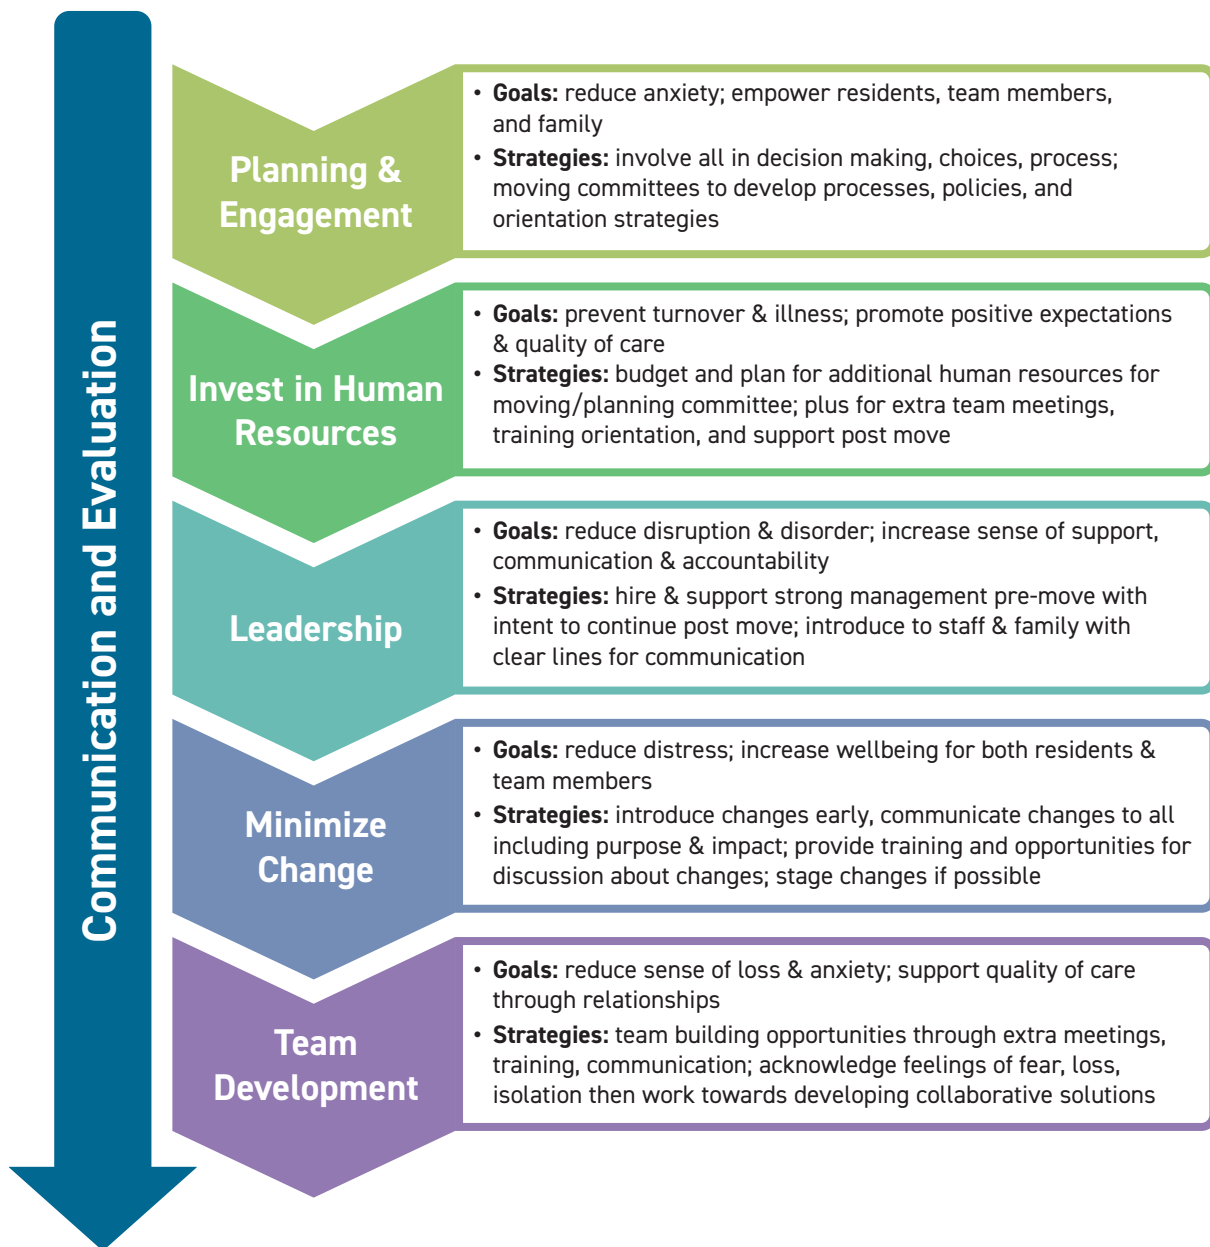 Communication and Evaluation
Planning &
Engagement
• Goals: reduce anxiety; empower residents, team members,
and family
• Strategies: involve all in decision making, choices, process;
moving committees to develop processes, policies, and
orientation strategies
Invest in Human
Resources
• Goals: prevent turnover & illness; promote positive expectations
& quality of care
• Strategies: budget and plan for additional human resources for
moving/planning committee; plus for extra team meetings,
training orientation, and support post move
Leadership
• Goals: reduce disruption & disorder; increase sense of support,
communication & accountability
• Strategies: hire & support strong management pre-move with
intent to continue post move; introduce to staff & family with
clear lines for communication
Minimize
Change
• Goals: reduce distress; increase wellbeing for both residents &
team members
• Strategies: introduce changes early, communicate changes to all
including purpose & impact; provide training and opportunities for
discussion about changes; stage changes if possible
Team
Development
• Goals: reduce sense of loss & anxiety; support quality of care
through relationships
• Strategies: team building opportunities through extra meetings,
training, communication; acknowledge feelings of fear, loss,
isolation then work towards developing collaborative solutions